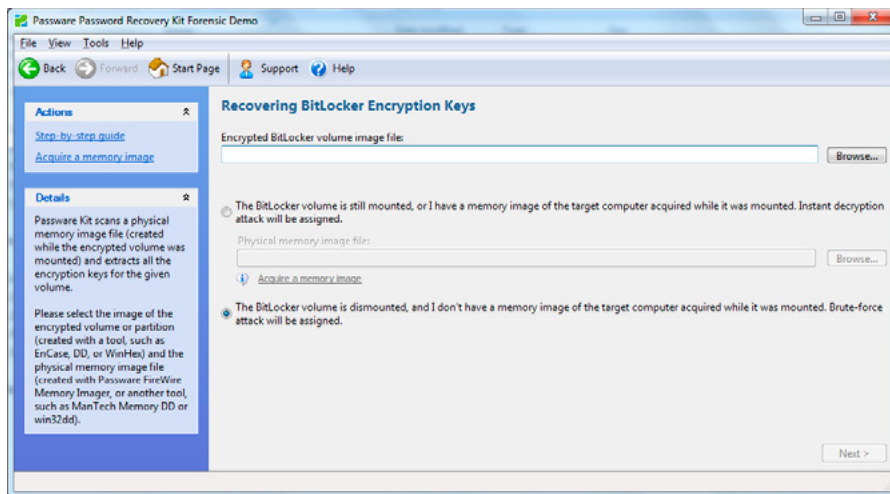 Passware Password Recovery Kit Forensic Demo
File View Tools Help
Back Forward Start Page Support Help
Actions
Step-by-step guide
Acquire a memory image
Details
Passware Kit scans a physical
memory image file (created
while the encrypted volume was
mounted) and extracts all the
encryption keys for the given
volume.
Please select the image of the
encrypted volume or partition
(created with a tool, such as
EnCase, DD, or WinHex) and the
physical memory image file
(created with Passware FireWire
Memory Imager, or another tool,
such as ManTech Memory DD or
win32dd).
Recovering BitLocker Encryption Keys
Encrypted BitLocker volume image file:
Browse...
The BitLocker volume is still mounted, or I have a memory image of the target computer acquired while it was mounted. Instant decryption
attack will be assigned.
Physical memory image file:
Browse...
Acquire a memory image
The BitLocker volume is dismounted, and I don't have a memory image of the target computer acquired while it was mounted. Brute-force
attack will be assigned.
Next >